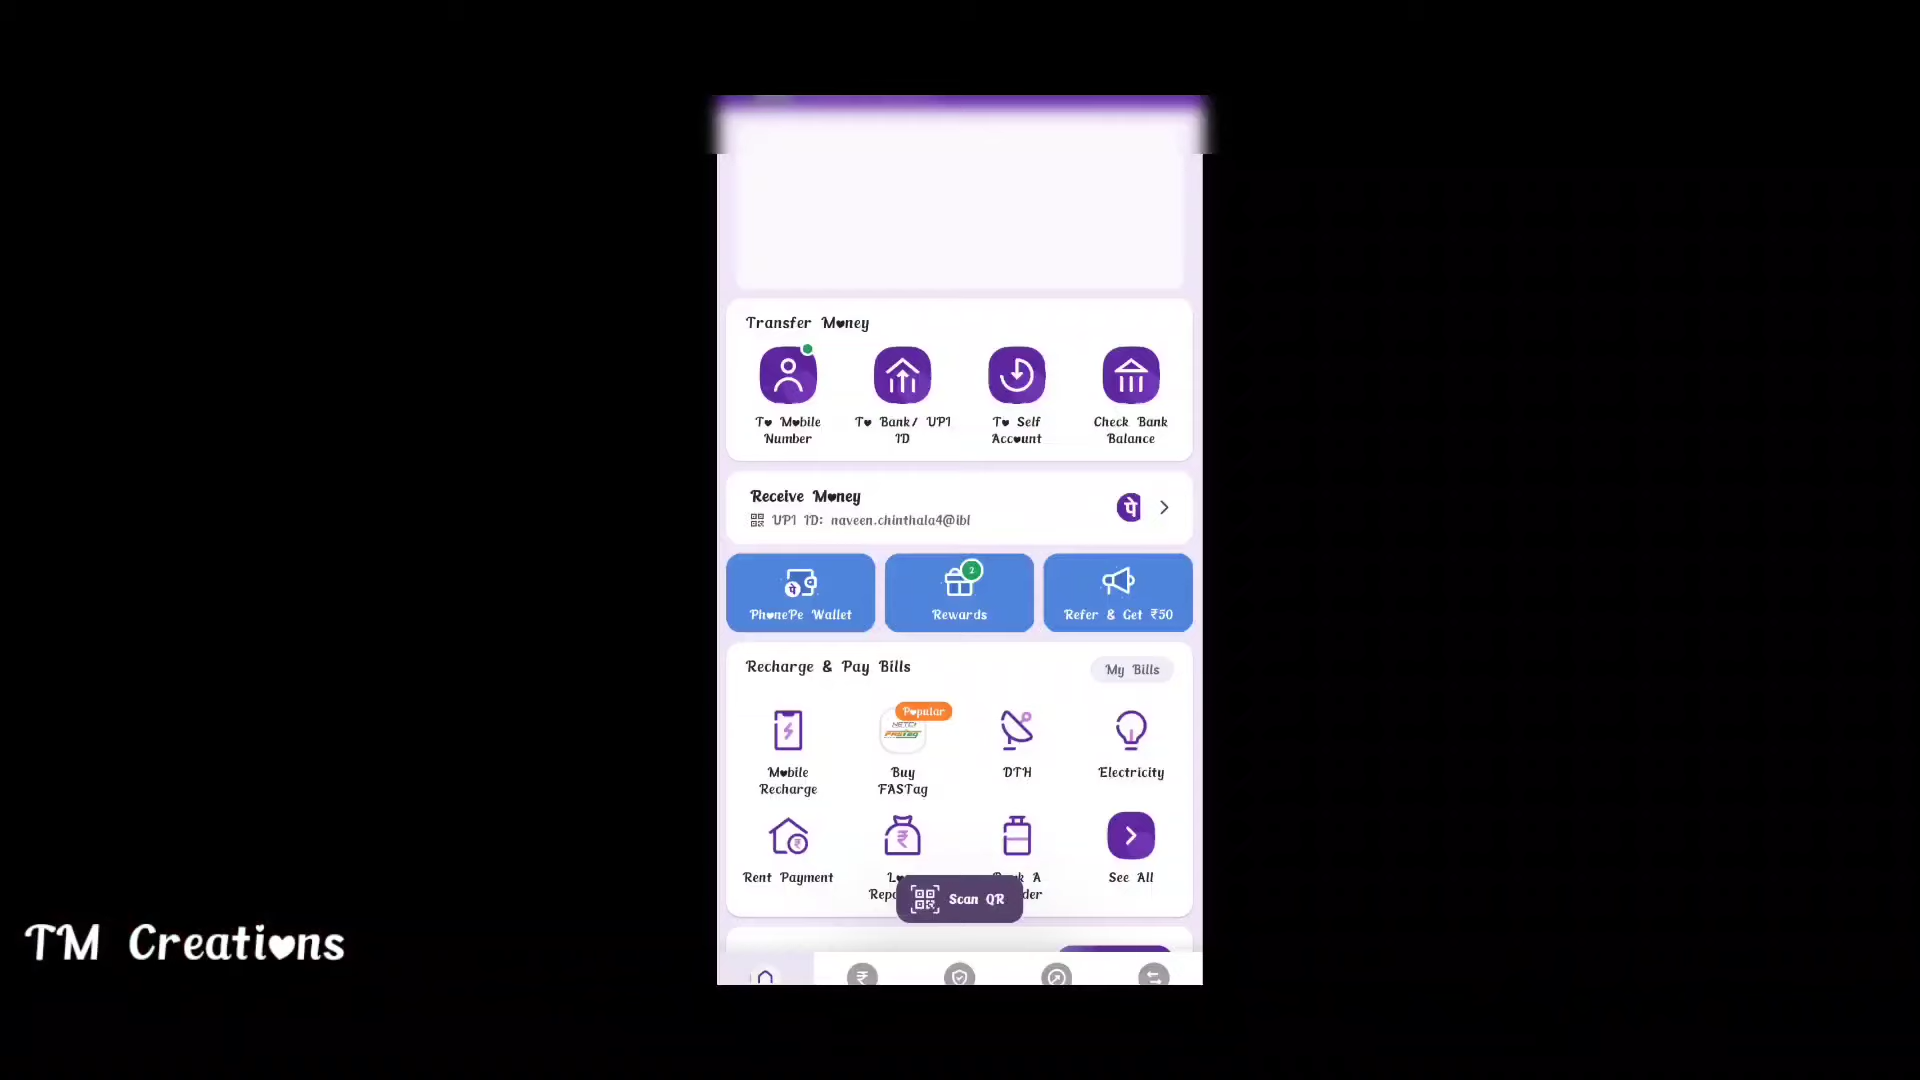 Transfer Money
To Mobile
Number
To Bank/ UPI
ID
To Self
Account
Check Bank
Balance
Receive Money
UPI ID: naveen.chinthala4@ibl
पे
पे
PhonePe Wallet
2
Rewards
Refer & Get ₹50
Recharge & Pay Bills
My Bills
Mobile
Recharge
Popular
FASTag
Buy
FASTag
DTH
Electricity
₹
Rent Payment
₹
A
See All
Scan QR
₹
TM Creations